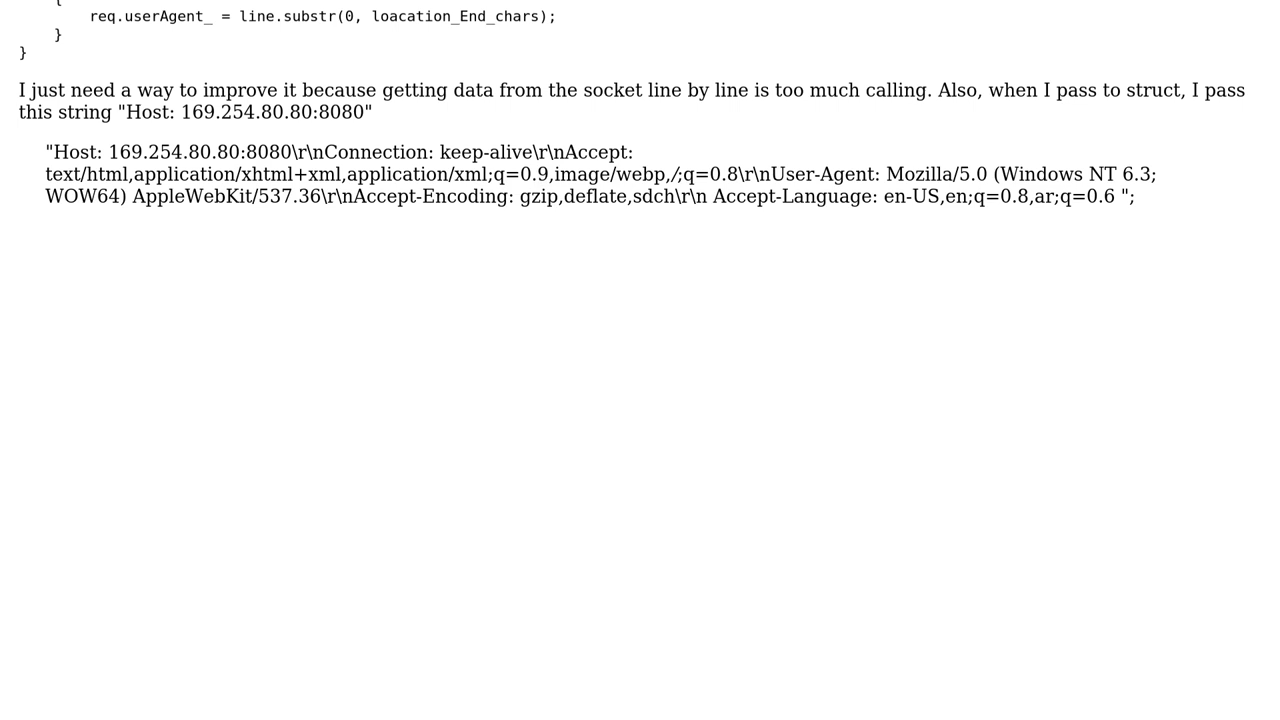 {
req.userAgent_ = line.substr(0, loacation_End_chars);
}
}
I just need a way to improve it because getting data from the socket line by line is too much calling. Also, when I pass to struct, I pass
this string "Host: 169.254.80.80:8080"
"Host: 169.254.80.80:8080\r\nConnection: keep-alive\r\nAccept:
text/html,application/xhtml+xml,application/xml;q=0.9,image/webp,/;q=0.8\r\nUser-Agent: Mozilla/5.0 (Windows NT 6.3;
WOW64) AppleWebKit/537.36\r\nAccept-Encoding: gzip,deflate,sdch\r\n Accept-Language: en-US,en;q=0.8,ar;q=0.6 ";